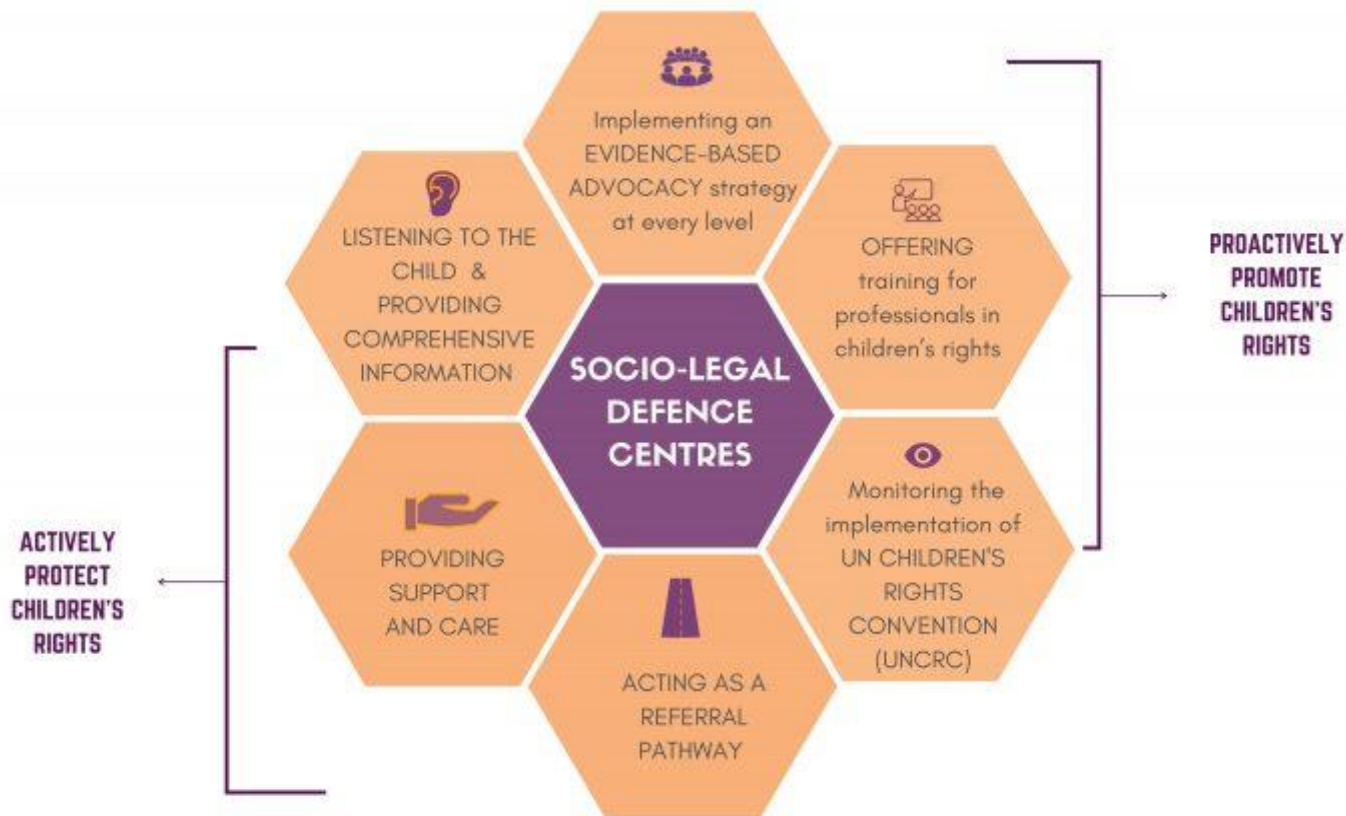 Implementing an
EVIDENCE-BASED
ADVOCACY strategy
at every level
LISTENING TO THE
CHILD &
PROVIDING
COMPREHENSIVE
INFORMATION
OFFERING
training for
professionals in
children's rights
PROACTIVELY
PROMOTE
CHILDREN'S
RIGHTS
SOCIO-LEGAL
DEFENCE
CENTRES
Monitoring the
implementation of
UN CHILDREN'S
RIGHTS
CONVENTION
(UNCRC)
ACTIVELY
PROTECT
CHILDREN'S
RIGHTS
PROVIDING
SUPPORT
AND CARE
ACTING AS A
REFERRAL
PATHWAY